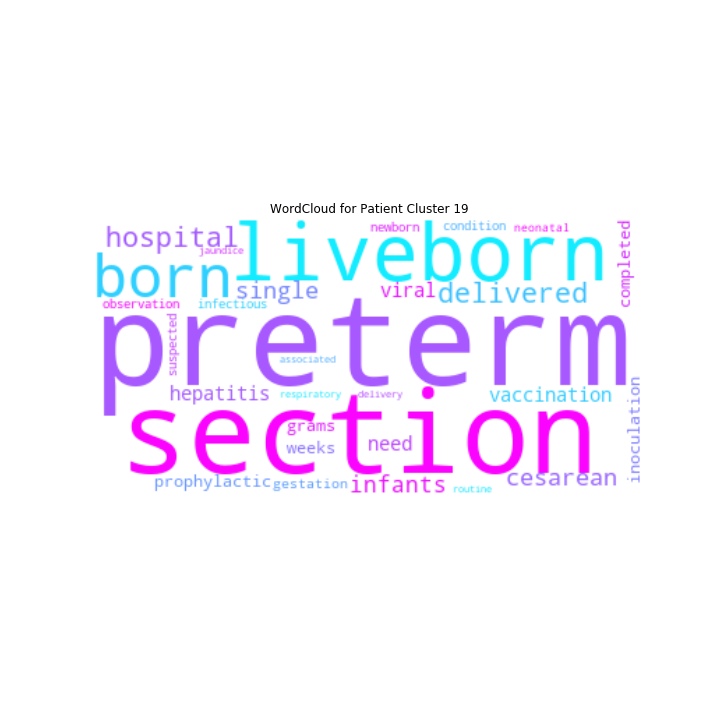 WordCloud for Patient Cluster 19
newborn
condition
neonatal
hospital
liveborn
jaundice
completed
born
single
viral
delivered
observation
infectious
preterm
suspected
associated
hepatitis
respiratory
delivery
vaccination
inoculation
section
grams
weeks
need
prophylactic
gestation
infants
routine
cesarean